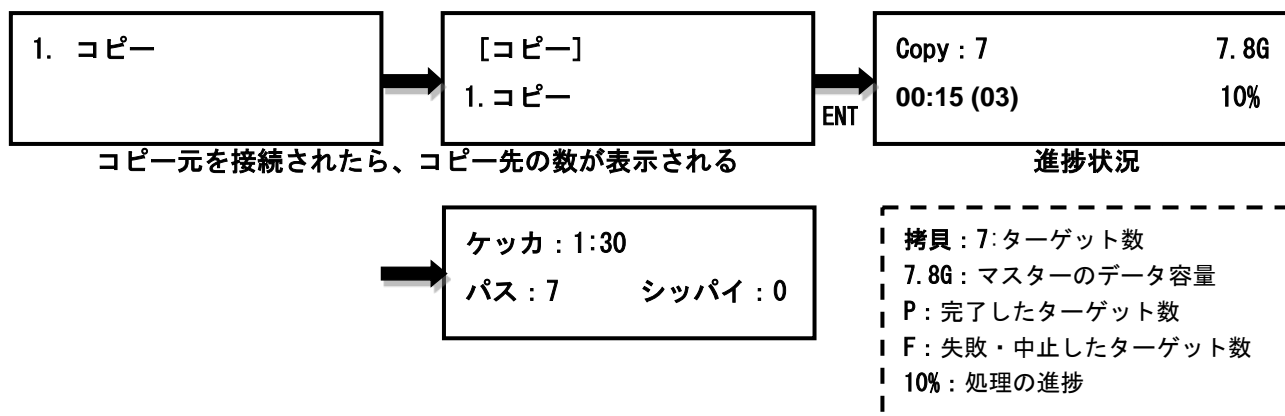 1. コピー
[コピー]
1.コピー
ENT
Copy：7 7.8G
00:15 (03) 10%
コピー元を接続されたら、コピー先の数が表示される
進捗状況
ケッカ：1:30
パス：7 シッパイ：0
拷貝：7:ターゲット数
7.8G：マスターのデータ容量
P：完了したターゲット数
F：失敗・中止したターゲット数
10%：処理の進捗